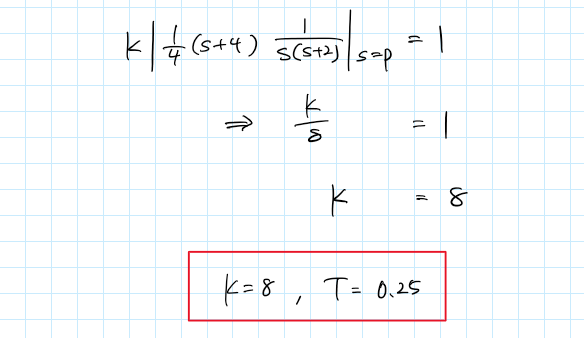 K | 1/4 (s+4) 1/(s(s+2)) |s=p = 1
⇒ K/8 = 1
K = 8
K=8 , T= 0.25